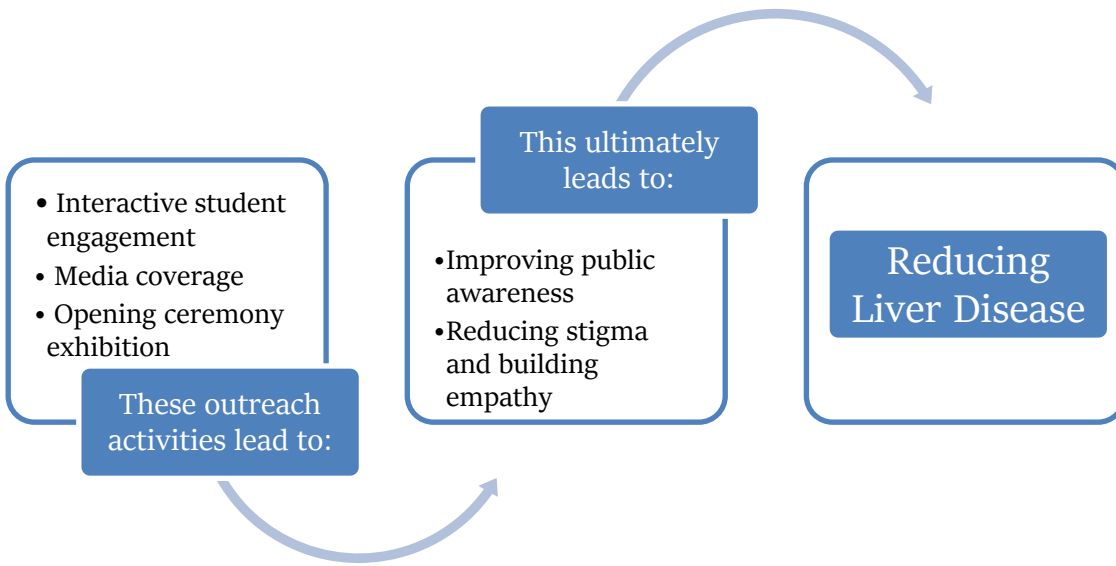 • Interactive student
engagement
• Media coverage
• Opening ceremony
exhibition
These outreach
activities lead to:
This ultimately
leads to:
•Improving public
awareness
•Reducing stigma
and building
empathy
Reducing
Liver Disease